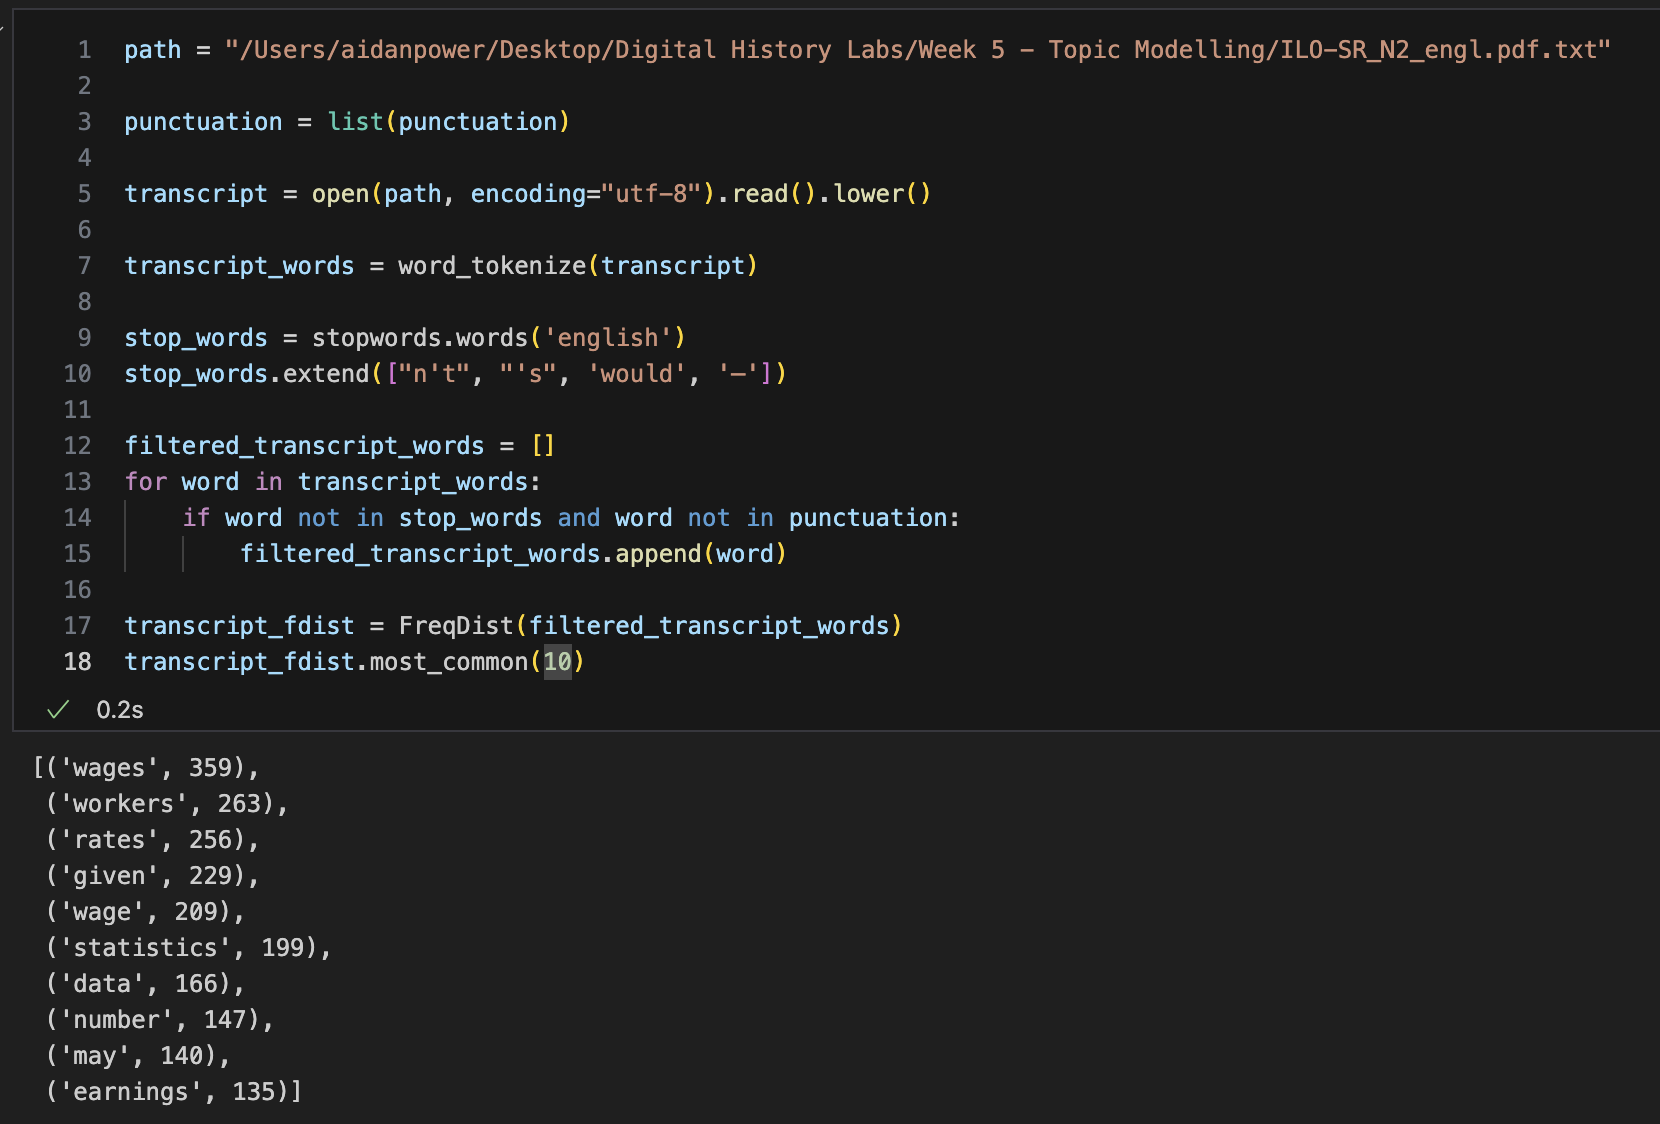 1 path = "/Users/aidanpower/Desktop/Digital History Labs/Week 5 - Topic Modelling/ILO-SR_N2_engl.pdf.txt"
2
3 punctuation = list(punctuation)
4
5 transcript = open(path, encoding="utf-8").read().lower()
6
7 transcript_words = word_tokenize(transcript)
8
9 stop_words = stopwords.words('english')
10 stop_words.extend(["n't", "'s", 'would', '—'])
11
12 filtered_transcript_words = []
13 for word in transcript_words:
14     if word not in stop_words and word not in punctuation:
15         filtered_transcript_words.append(word)
16
17 transcript_fdist = FreqDist(filtered_transcript_words)
18 transcript_fdist.most_common(10)
✓ 0.2s
[('wages', 359),
 ('workers', 263),
 ('rates', 256),
 ('given', 229),
 ('wage', 209),
 ('statistics', 199),
 ('data', 166),
 ('number', 147),
 ('may', 140),
 ('earnings', 135)]